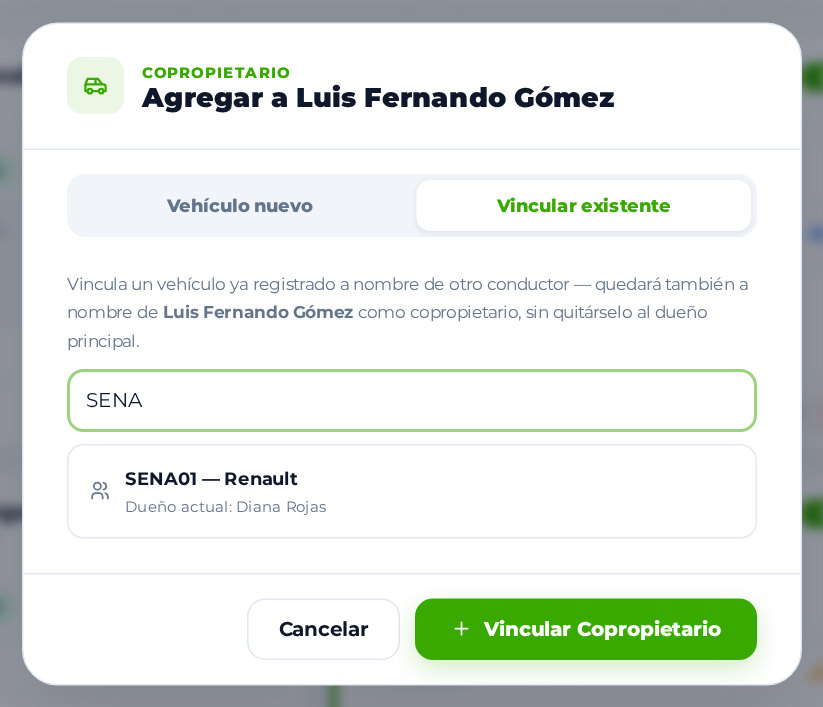 COPROPIETARIO
Agregar a Luis Fernando Gómez
Vehículo nuevo
Vincular existente
Vincula un vehículo ya registrado a nombre de otro conductor — quedará también a
nombre de Luis Fernando Gómez como copropietario, sin quitárselo al dueño
principal.
SENA
SENA01 — Renault
Dueño actual: Diana Rojas
Cancelar
+ Vincular Copropietario